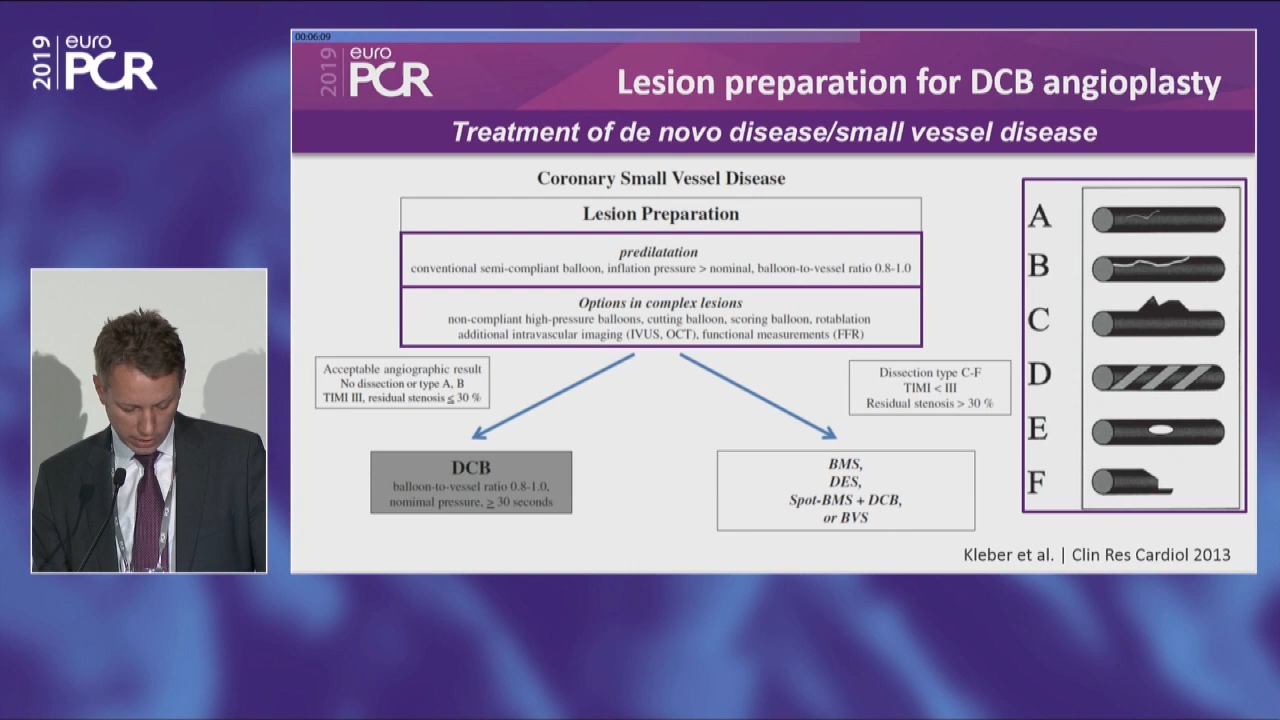 2019
euro
PCR
00:06:09
2019
euro
PCR
Lesion preparation for DCB angioplasty
Treatment of de novo disease/small vessel disease
Coronary Small Vessel Disease
Lesion Preparation
predilatation
conventional semi-compliant balloon, inflation pressure > nominal, balloon-to-vessel ratio 0.8-1.0
Options in complex lesions
non-compliant high-pressure balloons, cutting balloon, scoring balloon, rotablation
additional intravascular imaging (IVUS, OCT), functional measurements (FFR)
Acceptable angiographic result
No dissection or type A, B
TIMI III, residual stenosis ≤ 30 %
Dissection type C-F
TIMI < III
Residual stenosis > 30 %
DCB
balloon-to-vessel ratio 0.8-1.0,
nomimal pressure, ≥ 30 seconds
BMS,
DES,
Spot-BMS + DCB,
or BVS
A
B
C
D
E
F
Kleber et al. | Clin Res Cardiol 2013